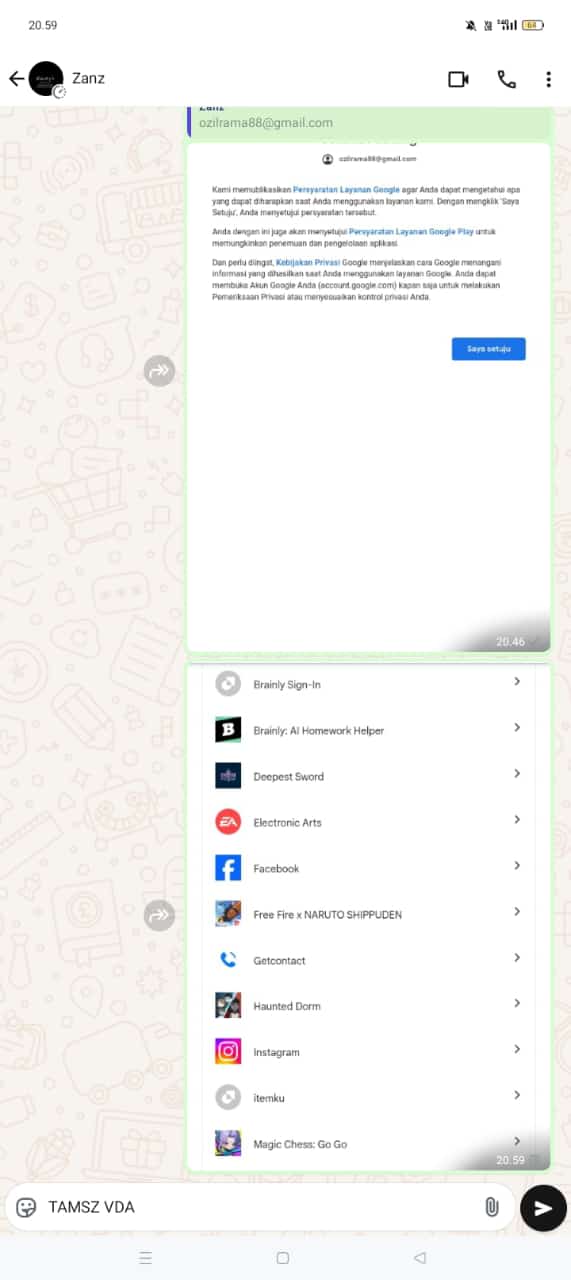 20.59
64
Zanz
Zanz
ozilrama88@gmail.com
ozilrama88@gmail.com
Kami memublikasikan Persyaratan Layanan Google agar Anda dapat mengetahui apa
yang dapat diharapkan saat Anda menggunakan layanan kami. Dengan mengklik 'Saya
Setuju', Anda menyetujui persyaratan tersebut.
Anda dengan ini juga akan menyetujui Persyaratan Layanan Google Play untuk
memungkinkan penemuan dan pengelolaan aplikasi.
Dan perlu diingat, Kebijakan Privasi Google menjelaskan cara Google menangani
informasi yang dihasilkan saat Anda menggunakan layanan Google. Anda dapat
membuka Akun Google Anda (account.google.com) kapan saja untuk melakukan
Pemeriksaan Privasi atau menyesuaikan kontrol privasi Anda.
Saya setuju
20.46
Brainly Sign-In
Brainly: AI Homework Helper
Deepest Sword
Electronic Arts
Facebook
Free Fire x NARUTO SHIPPUDEN
Getcontact
Haunted Dorm
Instagram
itemku
Magic Chess: Go Go
20.59
TAMSZ VDA